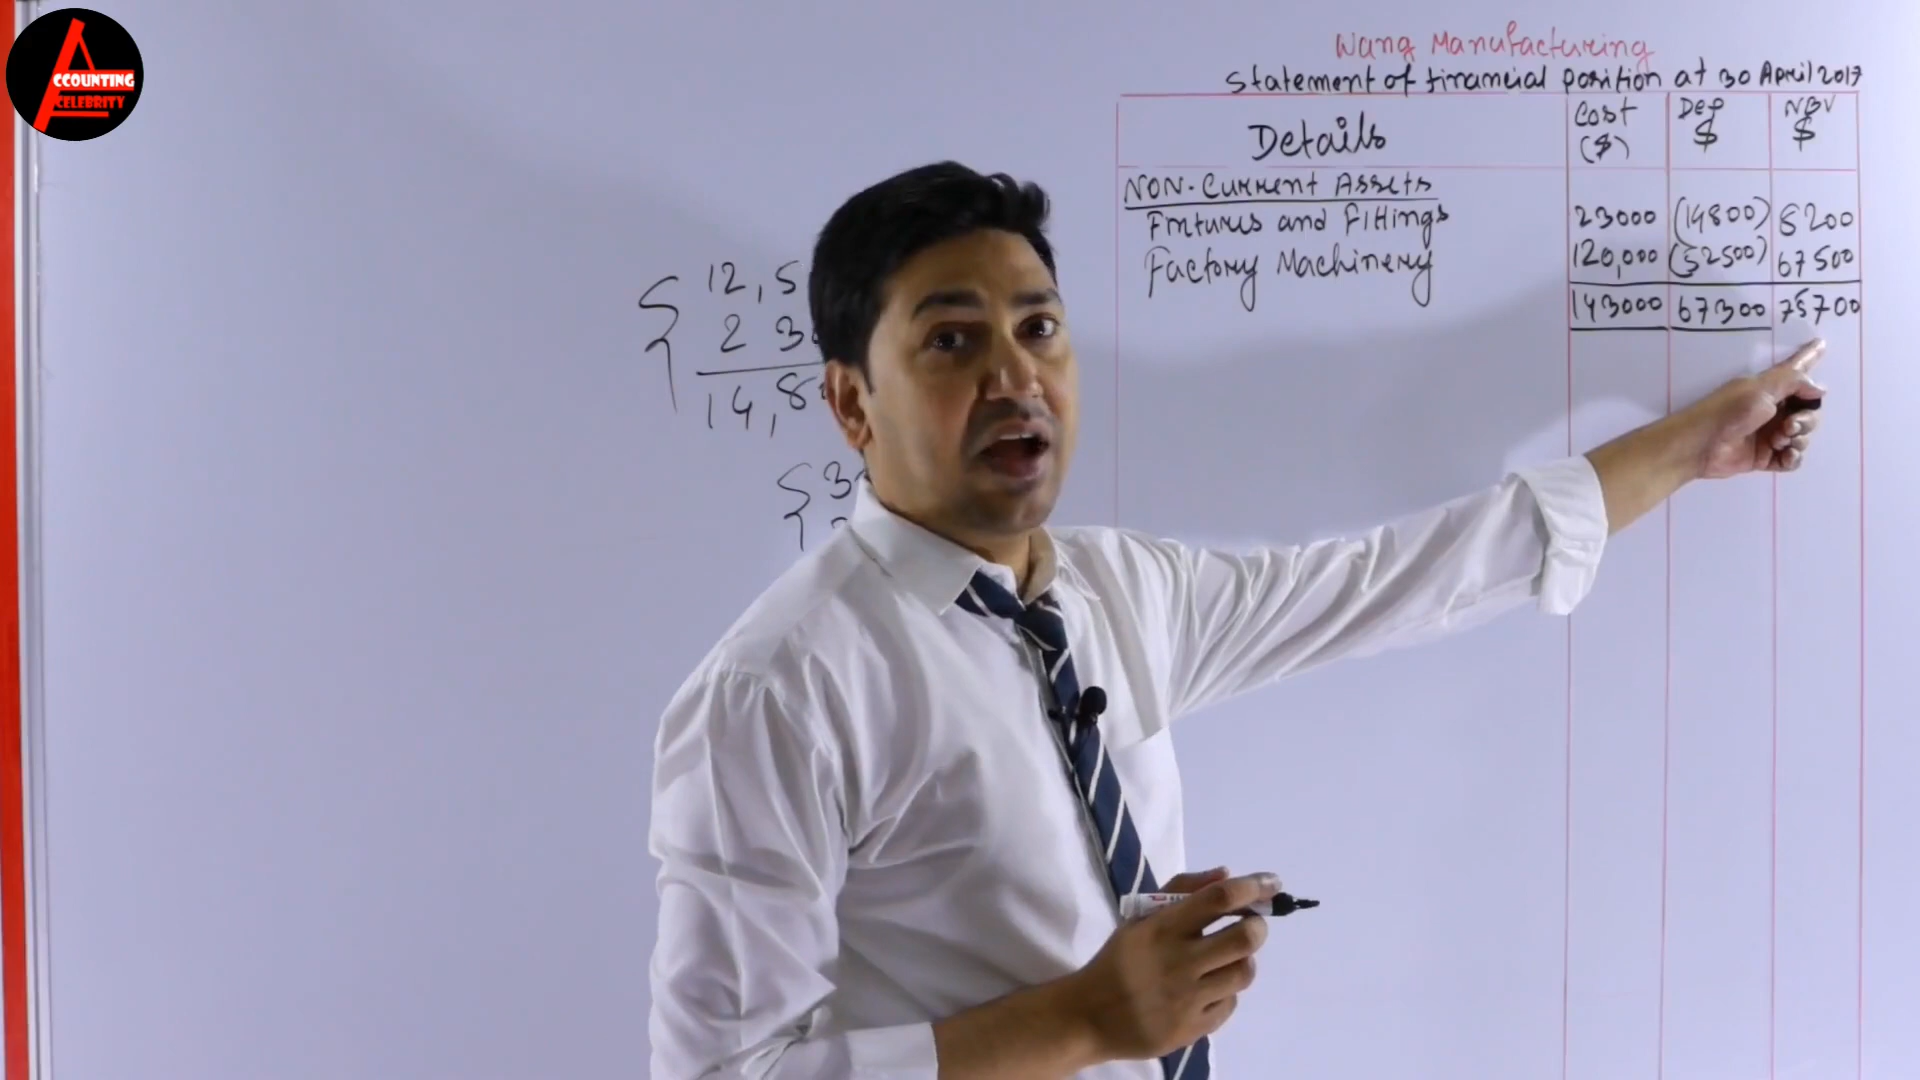 ACCOUNTING
CELEBRITY
Wang Manufacturing
Statement of financial position at 30 April 2017
Details
Cost
($)
Dep
$
NBV
$
NON-Current Assets
Fixtures and Fittings 23000 (14800) 8200
Factory Machinery 120,000 (52500) 67500
143000 67300 75700
12,5
2 3
14,8
3